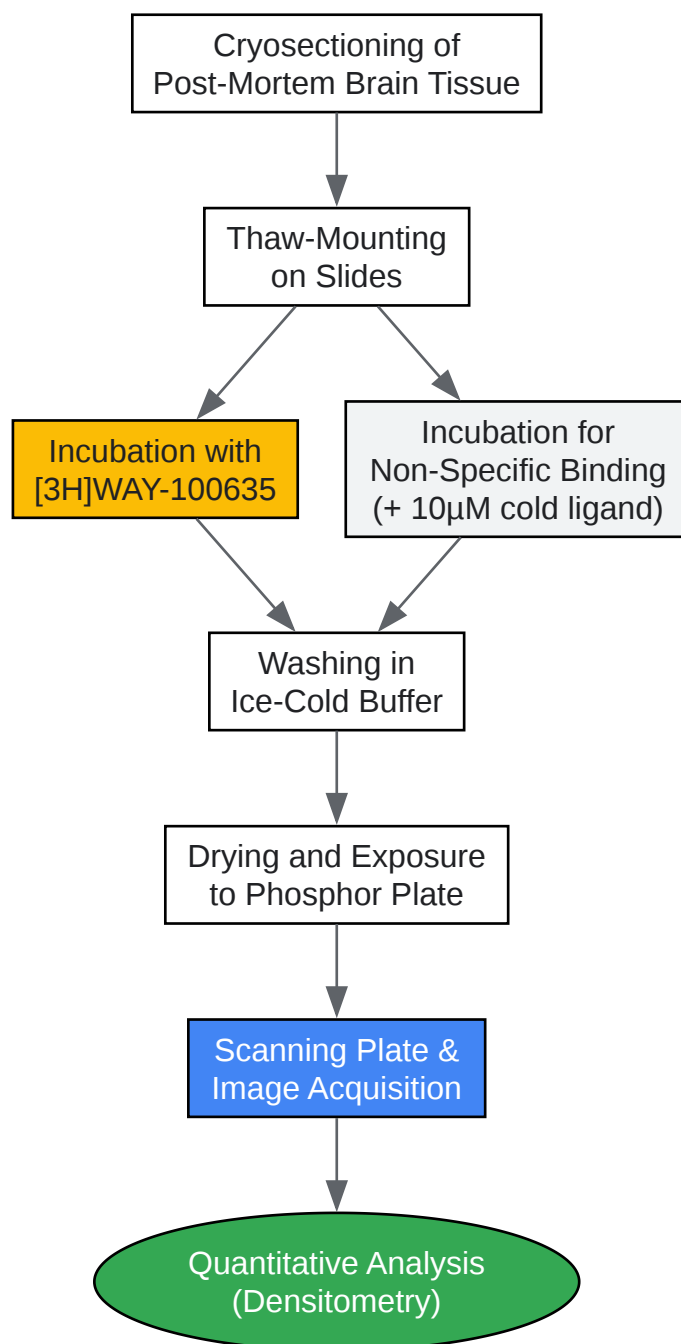 Cryosectioning of
Post-Mortem Brain Tissue
Thaw-Mounting
on Slides
Incubation with
[3H]WAY-100635
Incubation for
Non-Specific Binding
(+ 10µM cold ligand)
Washing in
Ice-Cold Buffer
Drying and Exposure
to Phosphor Plate
Scanning Plate &
Image Acquisition
Quantitative Analysis
(Densitometry)